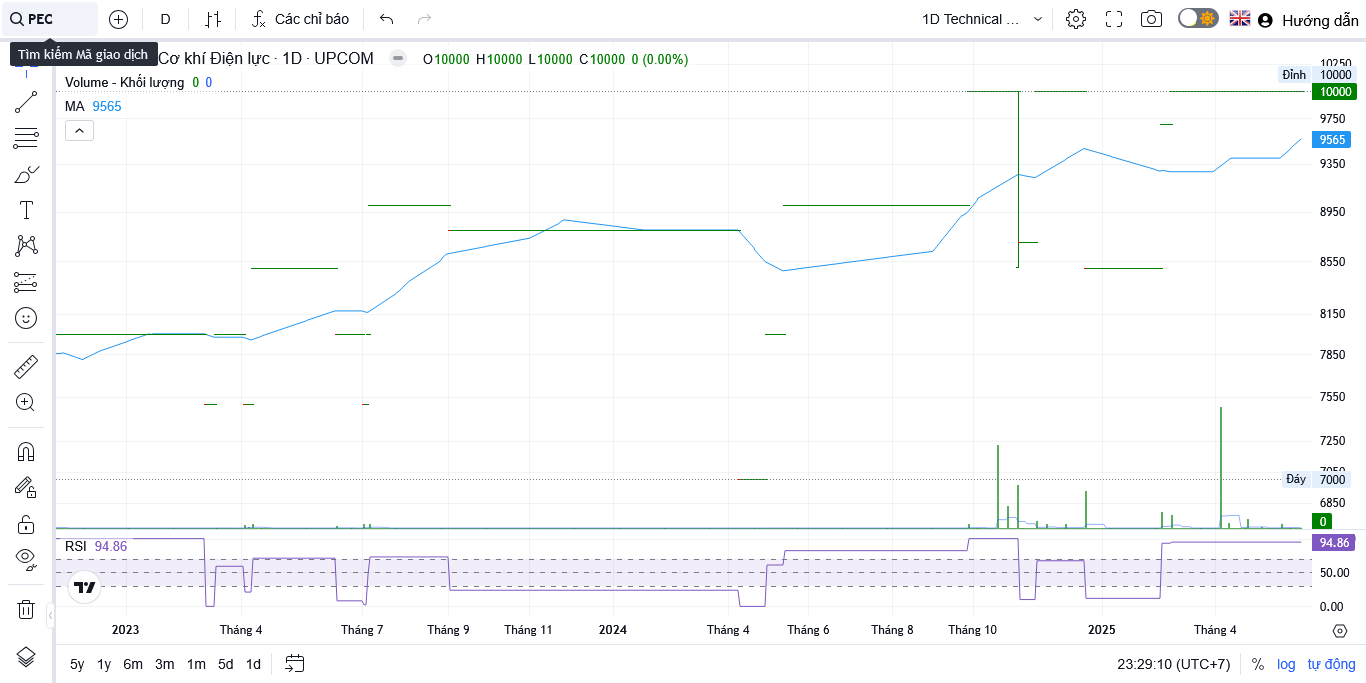 PEC
D
Các chỉ báo
1D Technical ...
Hướng dẫn
Tìm kiếm Mã giao dịch
Cơ khí Điện lực · 1D · UPCOM
O10000 H10000 L10000 C10000 0 (0.00%)
Volume - Khối lượng 0 0
MA 9565
10250
Đỉnh 10000
10000
9750
9565
9350
8950
8550
8150
7850
7550
7250
7050
Đáy 7000
6850
0
RSI 94.86
94.86
50.00
0.00
2023 Tháng 4 Tháng 7 Tháng 9 Tháng 11 2024 Tháng 4 Tháng 6 Tháng 8 Tháng 10 2025 Tháng 4
5y 1y 6m 3m 1m 5d 1d
23:29:10 (UTC+7) % log tự động